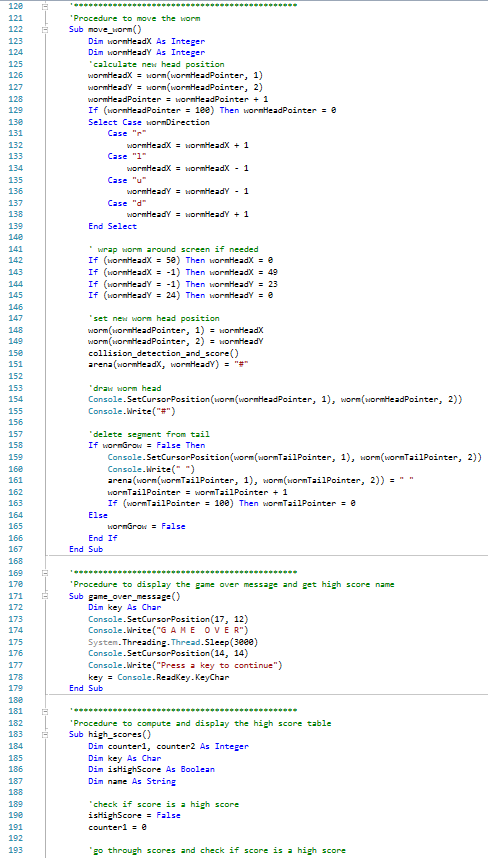 120 '**********************************************
121 'Procedure to move the worm
122 Sub move_worm()
123 Dim wormHeadX As Integer
124 Dim wormHeadY As Integer
125 'calculate new head position
126 wormHeadX = worm(wormHeadPointer, 1)
127 wormHeadY = worm(wormHeadPointer, 2)
128 wormHeadPointer = wormHeadPointer + 1
129 If (wormHeadPointer = 100) Then wormHeadPointer = 0
130 Select Case wormDirection
131 Case "r"
132 wormHeadX = wormHeadX + 1
133 Case "l"
134 wormHeadX = wormHeadX - 1
135 Case "u"
136 wormHeadY = wormHeadY - 1
137 Case "d"
138 wormHeadY = wormHeadY + 1
139 End Select
140
141 ' wrap worm around screen if needed
142 If (wormHeadX = 50) Then wormHeadX = 0
143 If (wormHeadX = -1) Then wormHeadX = 49
144 If (wormHeadY = -1) Then wormHeadY = 23
145 If (wormHeadY = 24) Then wormHeadY = 0
146
147 'set new worm head position
148 worm(wormHeadPointer, 1) = wormHeadX
149 worm(wormHeadPointer, 2) = wormHeadY
150 collision_detection_and_score()
151 arena(wormHeadX, wormHeadY) = "#"
152
153 'draw worm head
154 Console.SetCursorPosition(worm(wormHeadPointer, 1), worm(wormHeadPointer, 2))
155 Console.Write("#")
156
157 'delete segment from tail
158 If wormGrow = False Then
159 Console.SetCursorPosition(worm(wormTailPointer, 1), worm(wormTailPointer, 2))
160 Console.Write(" ")
161 arena(worm(wormTailPointer, 1), worm(wormTailPointer, 2)) = " "
162 wormTailPointer = wormTailPointer + 1
163 If (wormTailPointer = 100) Then wormTailPointer = 0
164 Else
165 wormGrow = False
166 End If
167 End Sub
168
169 '**********************************************
170 'Procedure to display the game over message and get high score name
171 Sub game_over_message()
172 Dim key As Char
173 Console.SetCursorPosition(17, 12)
174 Console.Write("G A M E  O V E R")
175 System.Threading.Thread.Sleep(3000)
176 Console.SetCursorPosition(14, 14)
177 Console.Write("Press a key to continue")
178 key = Console.ReadKey.KeyChar
179 End Sub
180
181 '**********************************************
182 'Procedure to compute and display the high score table
183 Sub high_scores()
184 Dim counter1, counter2 As Integer
185 Dim key As Char
186 Dim isHighScore As Boolean
187 Dim name As String
188
189 'check if score is a high score
190 isHighScore = False
191 counter1 = 0
192
193 'go through scores and check if score is a high score